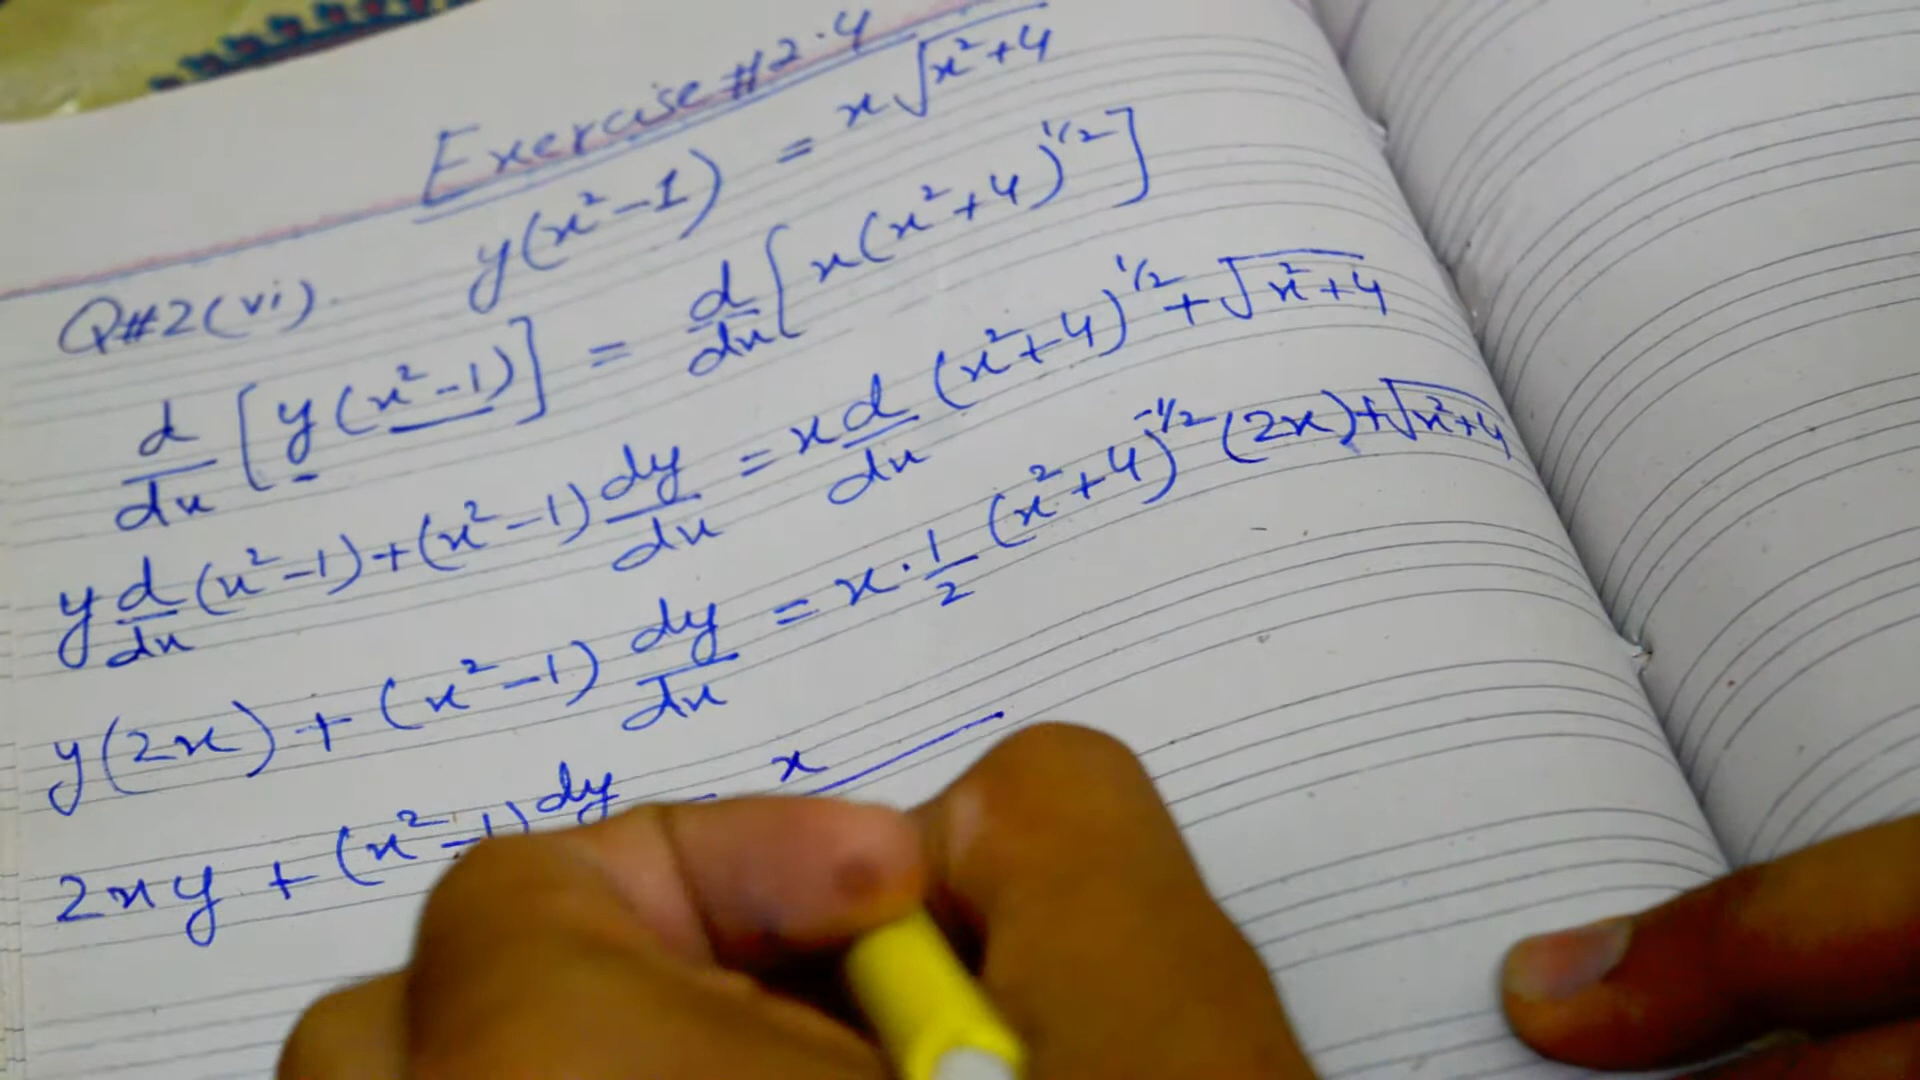 Exercise #2.4
Q#2(vi). y(x²-1) = x√(x²+4)
d/dx [y(x²-1)] = d/dx [x(x²+4)^1/2]
y d/dx (x²-1)+(x²-1) dy/dx = x d/dx (x²+4)^1/2 + √(x²+4)
y(2x) + (x²-1) dy/dx = x · 1/2 (x²+4)^-1/2 (2x)+√(x²+4)
2xy + (x²-1) dy x